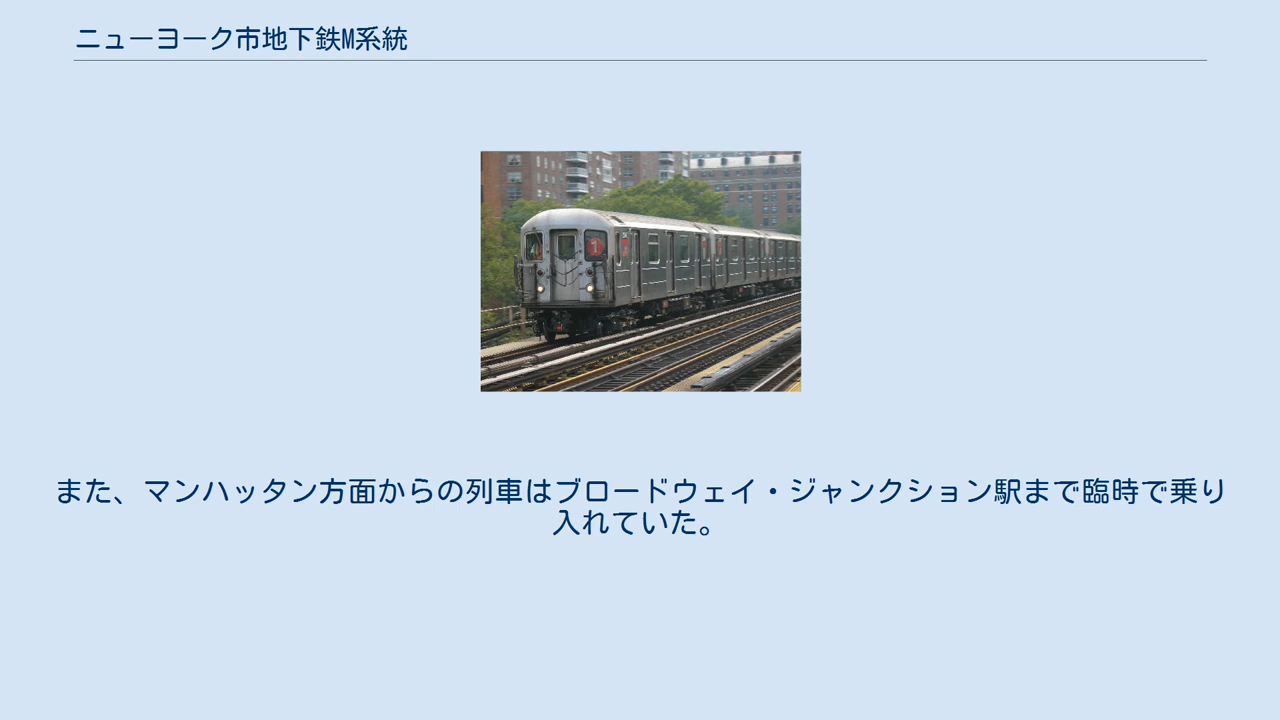 ニューヨーク市地下鉄M系統
1
また、マンハッタン方面からの列車はブロードウェイ・ジャンクション駅まで臨時で乗り
入れていた。